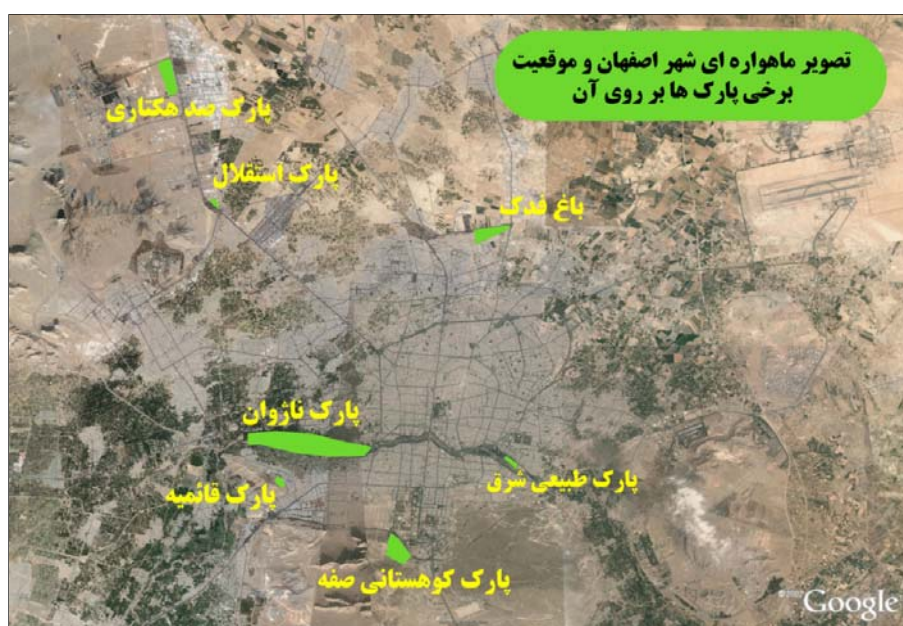 تصویر ماهواره ای شهر اصفهان و موقعیت
برخی پارک ها بر روی آن
پارک صد هکتاری
پارک استقلال
باغ فدک
پارک ناژوان
پارک طبیعی شرق
پارک قائمیه
پارک کوهستانی صفه
©2007 Google